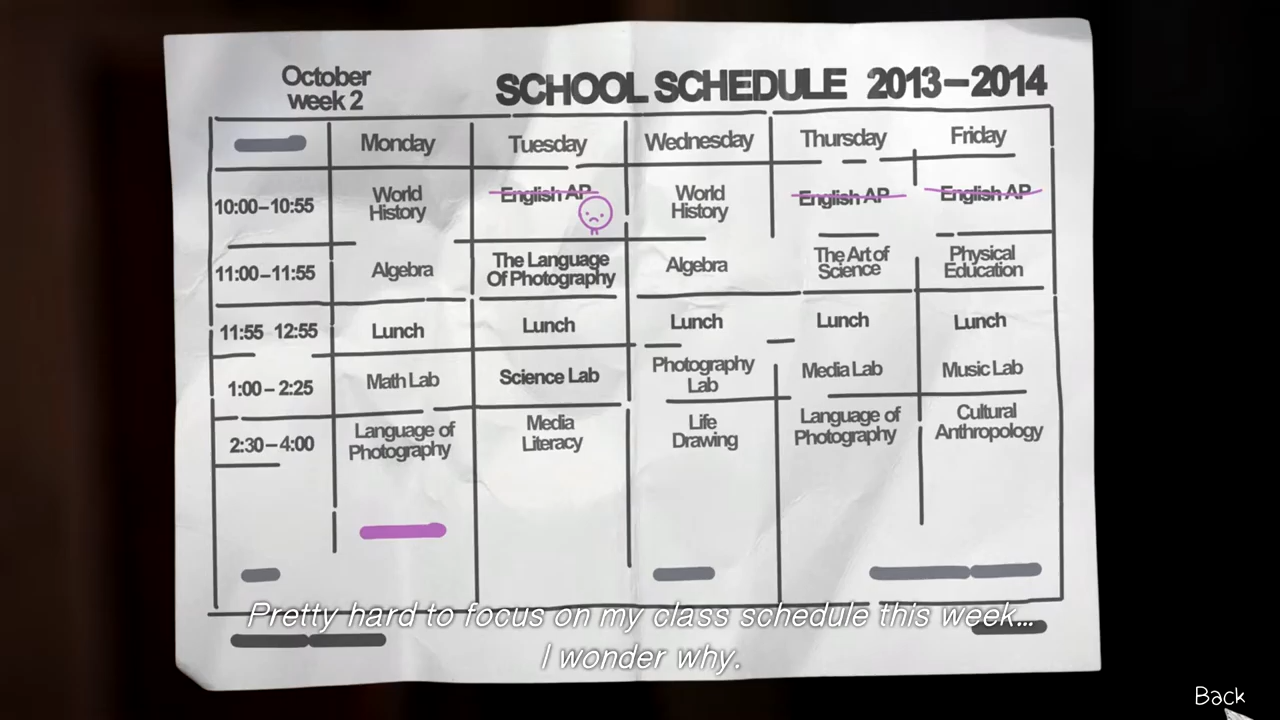 October
week 2
SCHOOL SCHEDULE 2013-2014
Monday Tuesday Wednesday Thursday Friday
10:00-10:55 World History English AP World History English AP English AP
11:00-11:55 Algebra The Language Of Photography Algebra The Art of Science Physical Education
11:55 12:55 Lunch Lunch Lunch Lunch Lunch
1:00-2:25 Math Lab Science Lab Photography Lab Media Lab Music Lab
2:30-4:00 Language of Photography Media Literacy Life Drawing Language of Photography Cultural Anthropology
Pretty hard to focus on my class schedule this week...
I wonder why.
Back